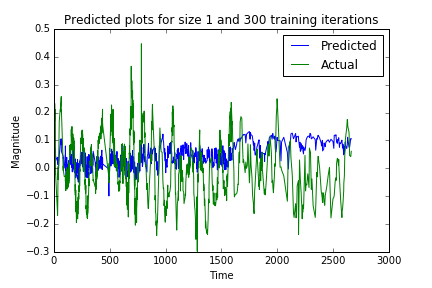 Predicted plots for size 1 and 300 training iterations
Predicted
Actual
Magnitude
0.5
0.4
0.3
0.2
0.1
0.0
−0.1
−0.2
−0.3
0 500 1000 1500 2000 2500 3000
Time